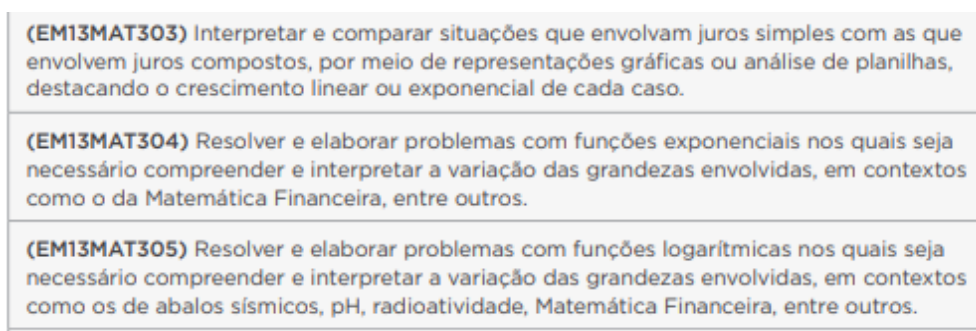 (EM13MAT303) Interpretar e comparar situações que envolvam juros simples com as que
envolvem juros compostos, por meio de representações gráficas ou análise de planilhas,
destacando o crescimento linear ou exponencial de cada caso.
(EM13MAT304) Resolver e elaborar problemas com funções exponenciais nos quais seja
necessário compreender e interpretar a variação das grandezas envolvidas, em contextos
como o da Matemática Financeira, entre outros.
(EM13MAT305) Resolver e elaborar problemas com funções logarítmicas nos quais seja
necessário compreender e interpretar a variação das grandezas envolvidas, em contextos
como os de abalos sísmicos, pH, radioatividade, Matemática Financeira, entre outros.